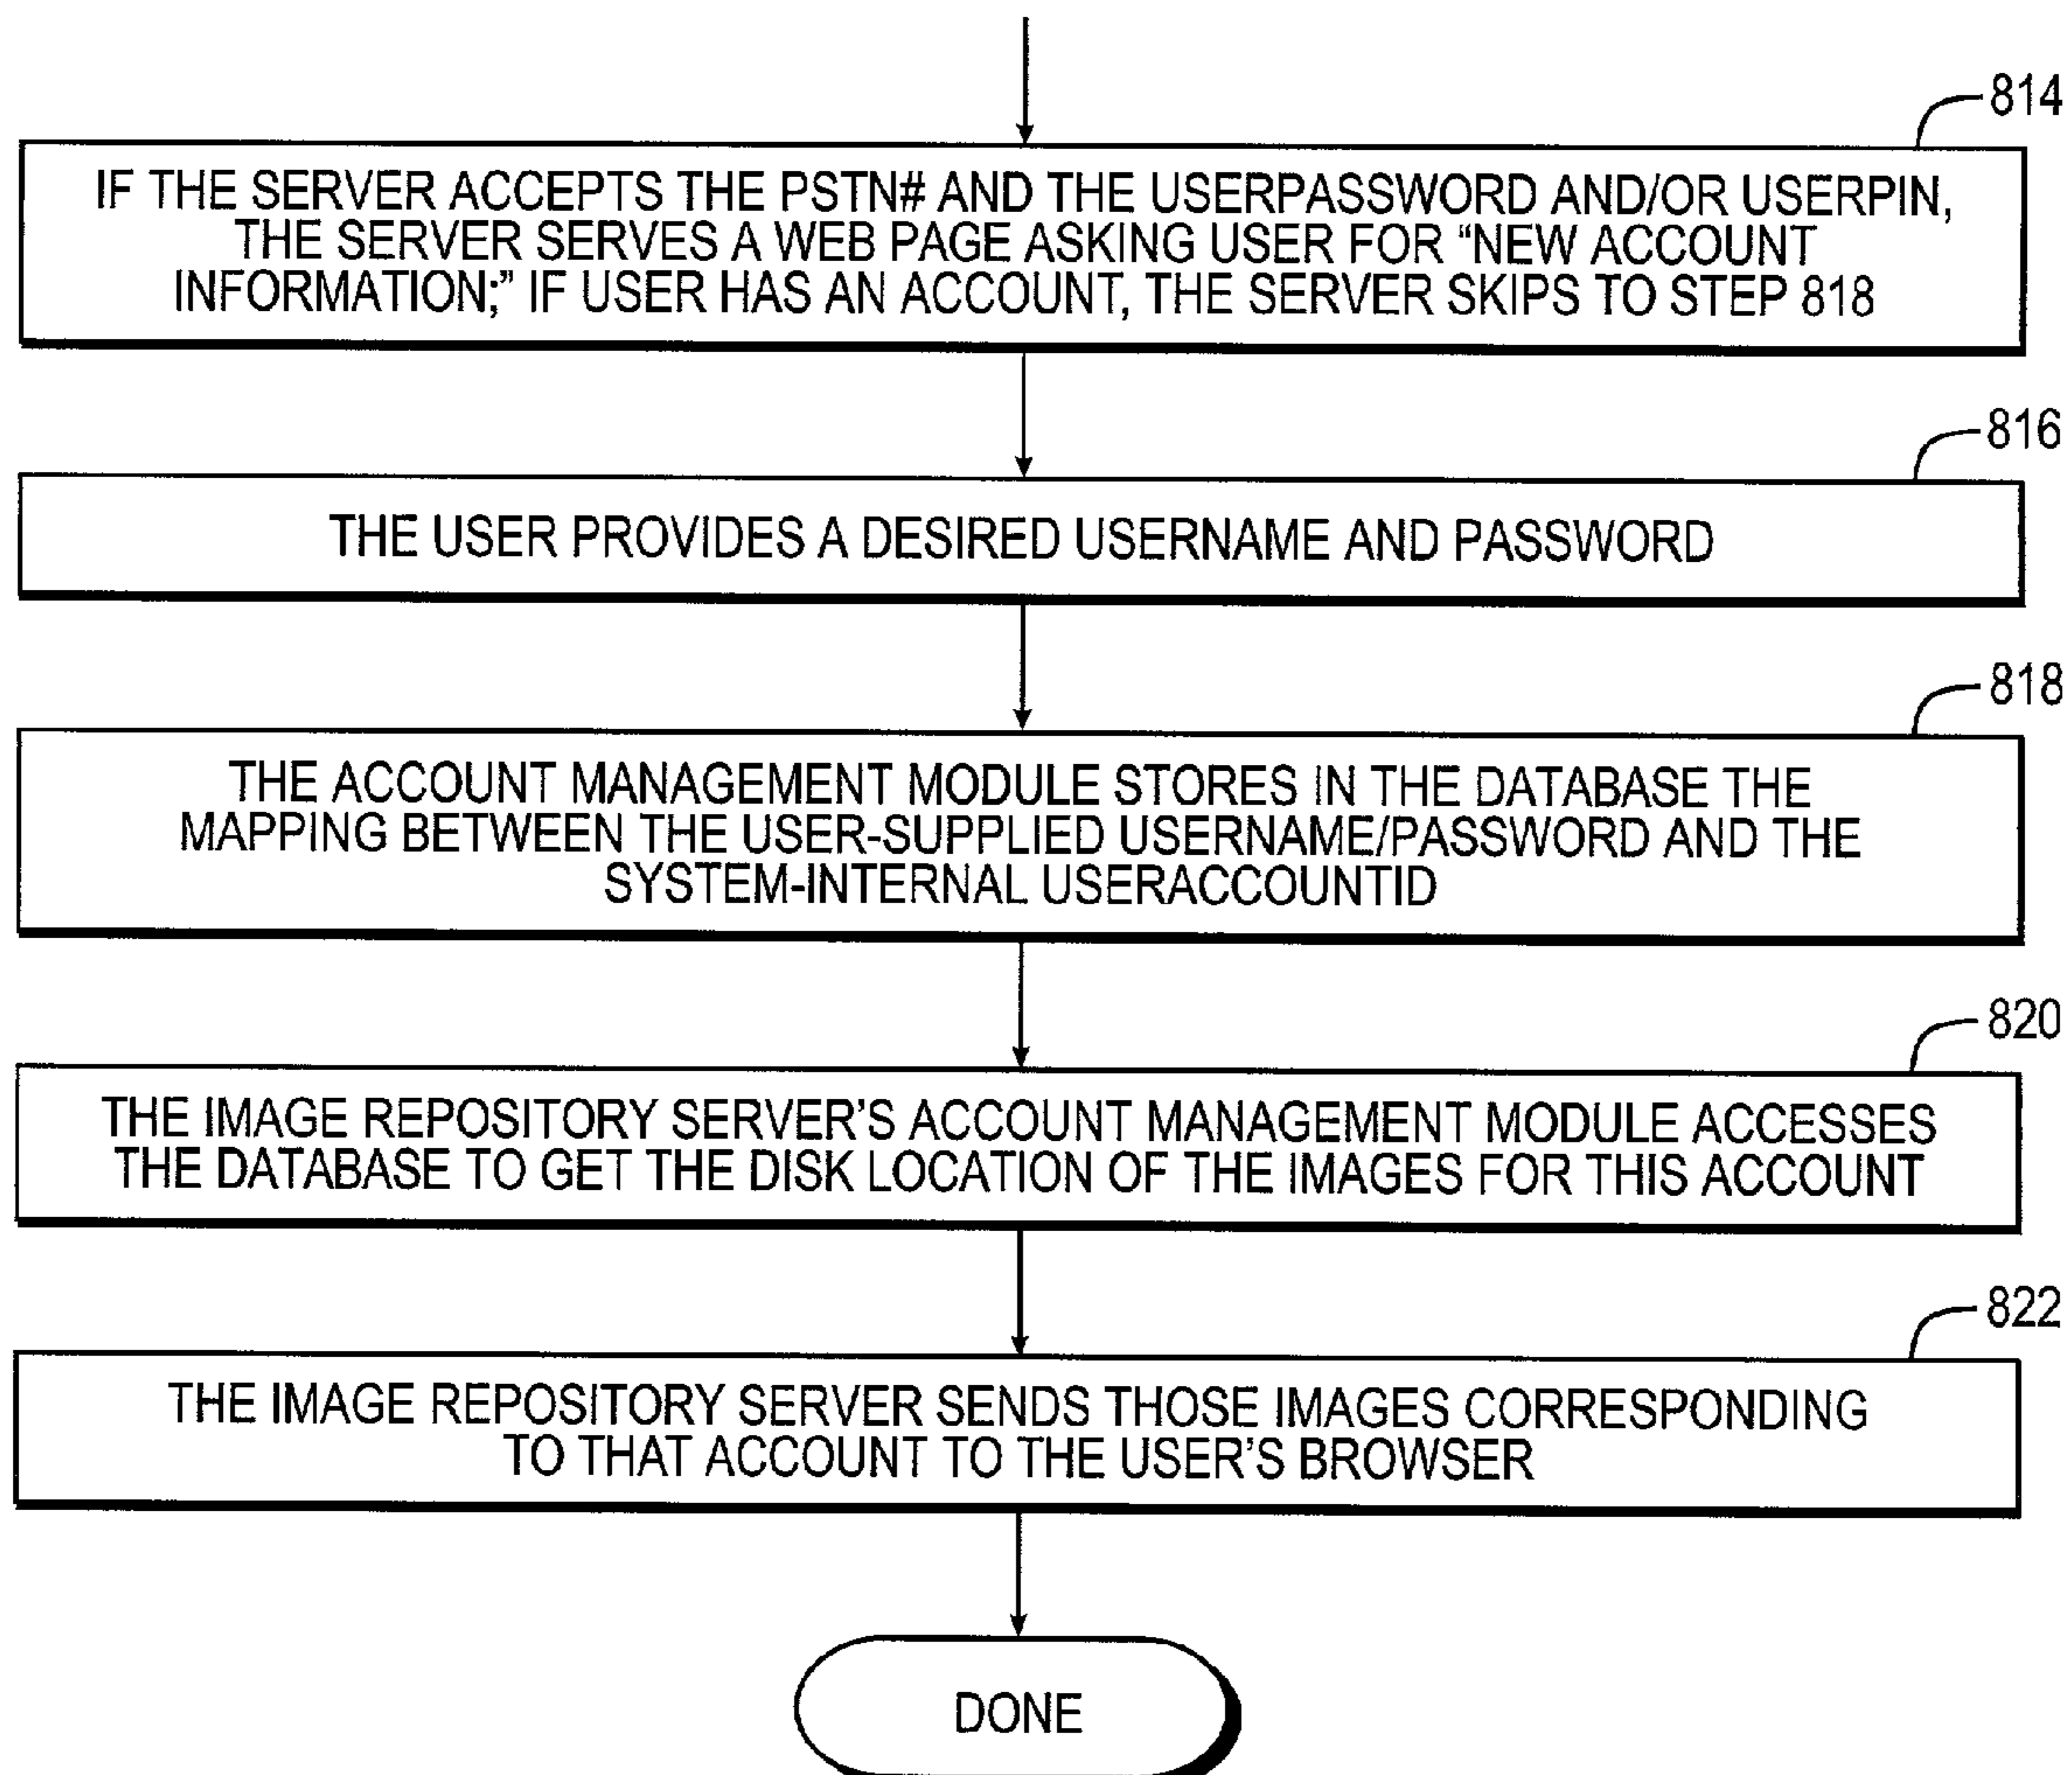 814
IF THE SERVER ACCEPTS THE PSTN# AND THE USERPASSWORD AND/OR USERPIN,
THE SERVER SERVES A WEB PAGE ASKING USER FOR “NEW ACCOUNT
INFORMATION;” IF USER HAS AN ACCOUNT, THE SERVER SKIPS TO STEP 818
816
THE USER PROVIDES A DESIRED USERNAME AND PASSWORD
818
THE ACCOUNT MANAGEMENT MODULE STORES IN THE DATABASE THE
MAPPING BETWEEN THE USER-SUPPLIED USERNAME/PASSWORD AND THE
SYSTEM-INTERNAL USERACCOUNTID
820
THE IMAGE REPOSITORY SERVER’S ACCOUNT MANAGEMENT MODULE ACCESSES
THE DATABASE TO GET THE DISK LOCATION OF THE IMAGES FOR THIS ACCOUNT
822
THE IMAGE REPOSITORY SERVER SENDS THOSE IMAGES CORRESPONDING
TO THAT ACCOUNT TO THE USER’S BROWSER
DONE